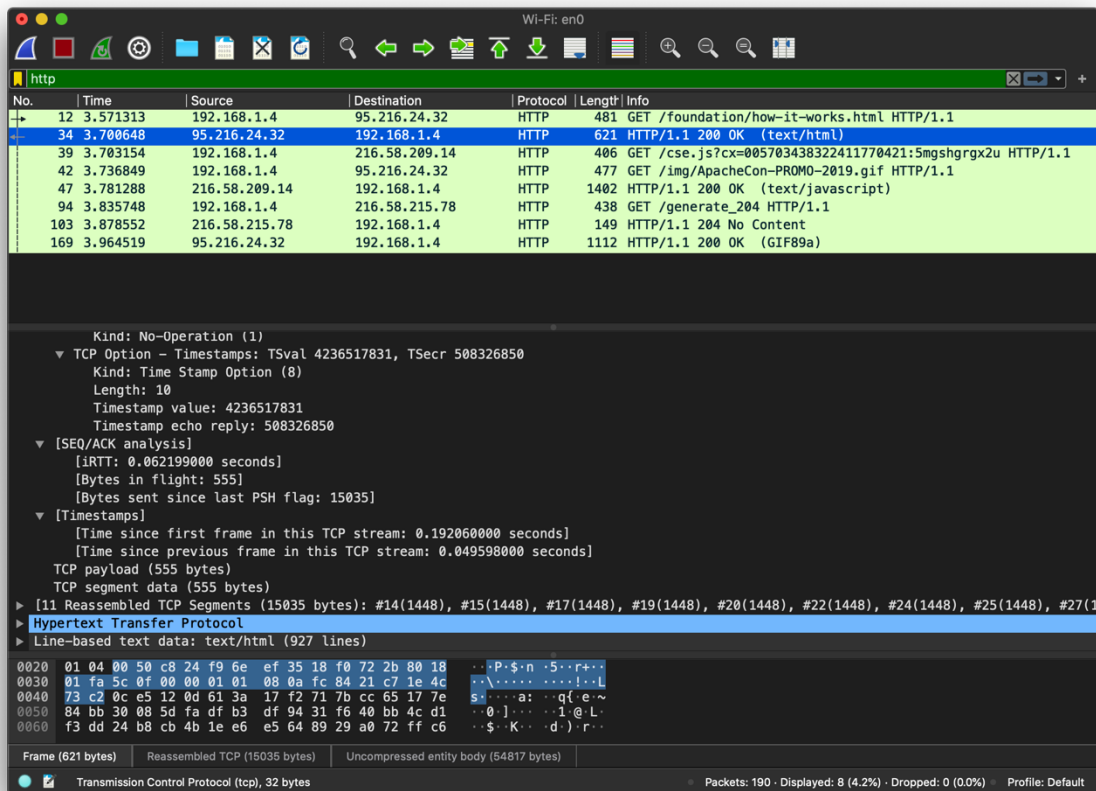 Wi-Fi: en0
http
No. Time Source Destination Protocol Length Info
12 3.571313 192.168.1.4 95.216.24.32 HTTP 481 GET /foundation/how-it-works.html HTTP/1.1
34 3.700648 95.216.24.32 192.168.1.4 HTTP 621 HTTP/1.1 200 OK (text/html)
39 3.703154 192.168.1.4 216.58.209.14 HTTP 406 GET /cse.js?cx=005703438322411770421:5mgshgrgx2u HTTP/1.1
42 3.736849 192.168.1.4 95.216.24.32 HTTP 477 GET /img/ApacheCon-PROMO-2019.gif HTTP/1.1
47 3.781288 216.58.209.14 192.168.1.4 HTTP 1402 HTTP/1.1 200 OK (text/javascript)
94 3.835748 192.168.1.4 216.58.215.78 HTTP 438 GET /generate_204 HTTP/1.1
103 3.878552 216.58.215.78 192.168.1.4 HTTP 149 HTTP/1.1 204 No Content
169 3.964519 95.216.24.32 192.168.1.4 HTTP 1112 HTTP/1.1 200 OK (GIF89a)
Kind: No-Operation (1)
TCP Option – Timestamps: TSval 4236517831, TSecr 508326850
Kind: Time Stamp Option (8)
Length: 10
Timestamp value: 4236517831
Timestamp echo reply: 508326850
[SEQ/ACK analysis]
[iRTT: 0.062199000 seconds]
[Bytes in flight: 555]
[Bytes sent since last PSH flag: 15035]
[Timestamps]
[Time since first frame in this TCP stream: 0.192060000 seconds]
[Time since previous frame in this TCP stream: 0.049598000 seconds]
TCP payload (555 bytes)
TCP segment data (555 bytes)
[11 Reassembled TCP Segments (15035 bytes): #14(1448), #15(1448), #17(1448), #19(1448), #20(1448), #22(1448), #24(1448), #25(1448), #27(1
Hypertext Transfer Protocol
Line-based text data: text/html (927 lines)
0020 01 04 00 50 c8 24 f9 6e ef 35 18 f0 72 2b 80 18 ···P·$·n ·5··r+··
0030 01 fa 5c 0f 00 00 01 01 08 0a fc 84 21 c7 1e 4c ··\····· ····!··L
0040 73 c2 0c e5 12 0d 61 3a 17 f2 71 7b cc 65 17 7e s·····a: ··q{·e·~
0050 84 bb 30 08 5d fa df b3 df 94 31 f6 40 bb 4c d1 ··0·]··· ··1·@·L·
0060 f3 dd 24 b8 cb 4b 1e e6 e5 64 89 29 a0 72 ff c6 ··$··K·· ·d·)·r··
Frame (621 bytes) Reassembled TCP (15035 bytes) Uncompressed entity body (54817 bytes)
Transmission Control Protocol (tcp), 32 bytes Packets: 190 · Displayed: 8 (4.2%) · Dropped: 0 (0.0%) Profile: Default